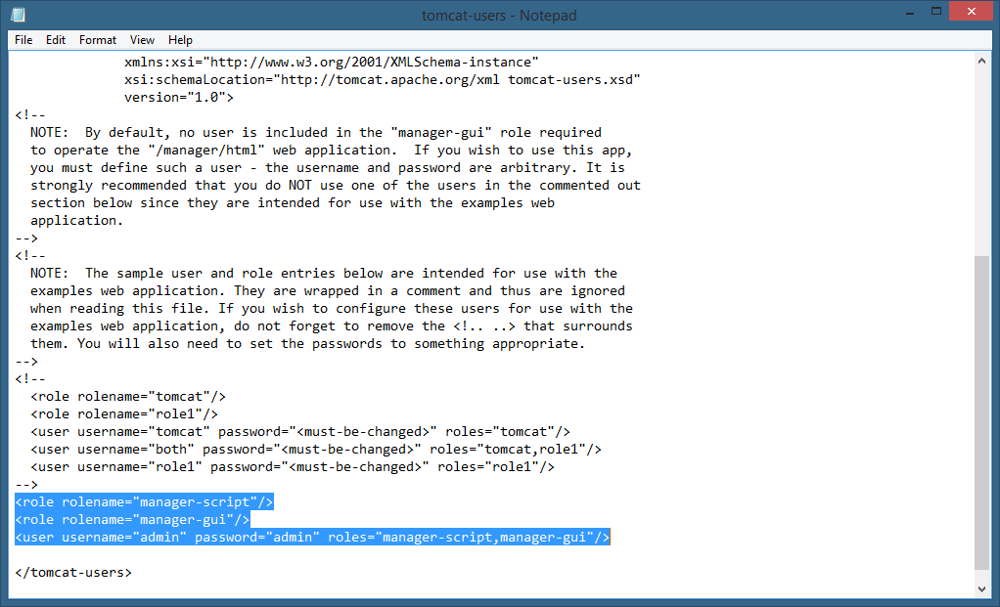 tomcat-users - Notepad
File Edit Format View Help
xmlns:xsi="http://www.w3.org/2001/XMLSchema-instance"
xsi:schemaLocation="http://tomcat.apache.org/xml tomcat-users.xsd"
version="1.0">
<!--
NOTE:  By default, no user is included in the "manager-gui" role required
to operate the "/manager/html" web application.  If you wish to use this app,
you must define such a user - the username and password are arbitrary. It is
strongly recommended that you do NOT use one of the users in the commented out
section below since they are intended for use with the examples web
application.
-->
<!--
NOTE:  The sample user and role entries below are intended for use with the
examples web application. They are wrapped in a comment and thus are ignored
when reading this file. If you wish to configure these users for use with the
examples web application, do not forget to remove the <!.. ..> that surrounds
them. You will also need to set the passwords to something appropriate.
-->
<!--
<role rolename="tomcat"/>
<role rolename="role1"/>
<user username="tomcat" password="<must-be-changed>" roles="tomcat"/>
<user username="both" password="<must-be-changed>" roles="tomcat,role1"/>
<user username="role1" password="<must-be-changed>" roles="role1"/>
-->
<role rolename="manager-script"/>
<role rolename="manager-gui"/>
<user username="admin" password="admin" roles="manager-script,manager-gui"/>
</tomcat-users>